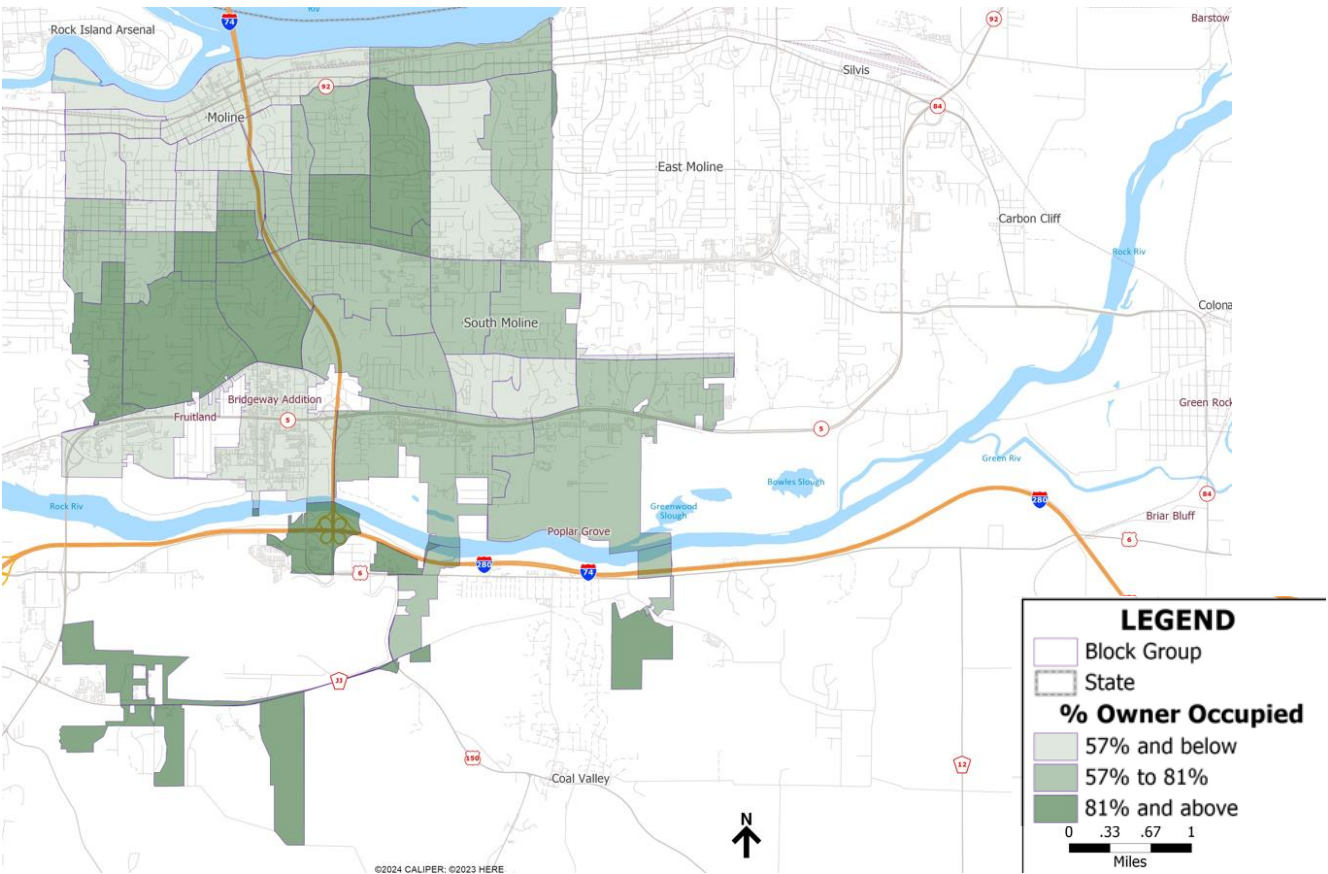 Riv
Rock Island Arsenal
74
92
Barstow
Silvis
92
84
Moline
East Moline
Carbon Cliff
Rock Riv
Colona
South Moline
Bridgeway Addition
Fruitland
5
5
Green Rock
Green Riv
Bowles Slough
84
Rock Riv
Greenwood
Slough
280
Poplar Grove
Briar Bluff
6
280
74
6
33
150
12
Coal Valley
LEGEND
Block Group
State
% Owner Occupied
57% and below
57% to 81%
81% and above
0 .33 .67 1
Miles
N
©2024 CALIPER; ©2023 HERE